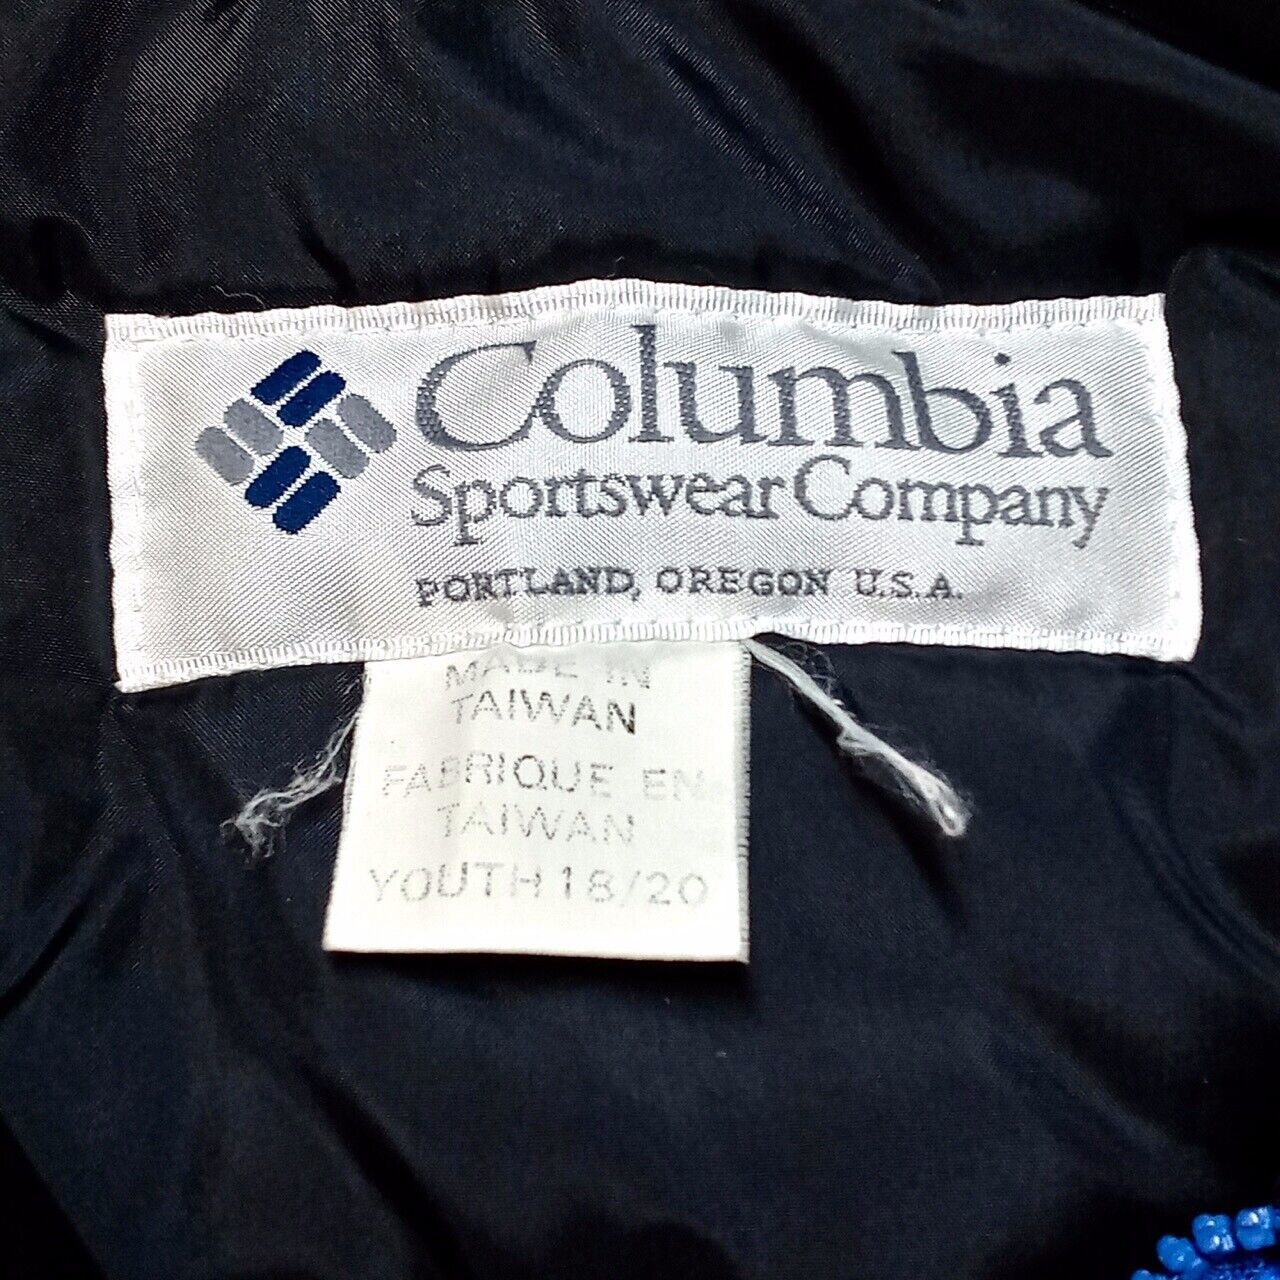 Columbia
Sportswear Company
PORTLAND, OREGON U.S.A.
MADE IN
TAIWAN
FABRIQUE EN
TAIWAN
YOUTH 18/20